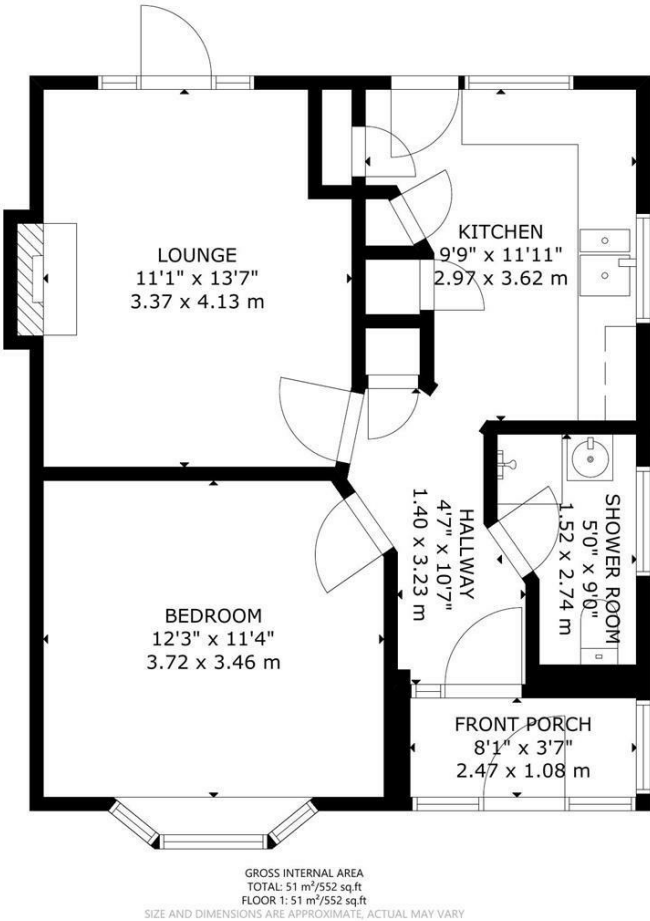 LOUNGE
11'1" x 13'7"
3.37 x 4.13 m
KITCHEN
9'9" x 11'11"
2.97 x 3.62 m
HALLWAY
4'7" x 10'7"
1.40 x 3.23 m
SHOWER ROOM
5'0" x 9'0"
1.52 x 2.74 m
BEDROOM
12'3" x 11'4"
3.72 x 3.46 m
FRONT PORCH
8'1" x 3'7"
2.47 x 1.08 m
GROSS INTERNAL AREA
TOTAL: 51 m²/552 sq.ft
FLOOR 1: 51 m²/552 sq.ft
SIZE AND DIMENSIONS ARE APPROXIMATE, ACTUAL MAY VARY